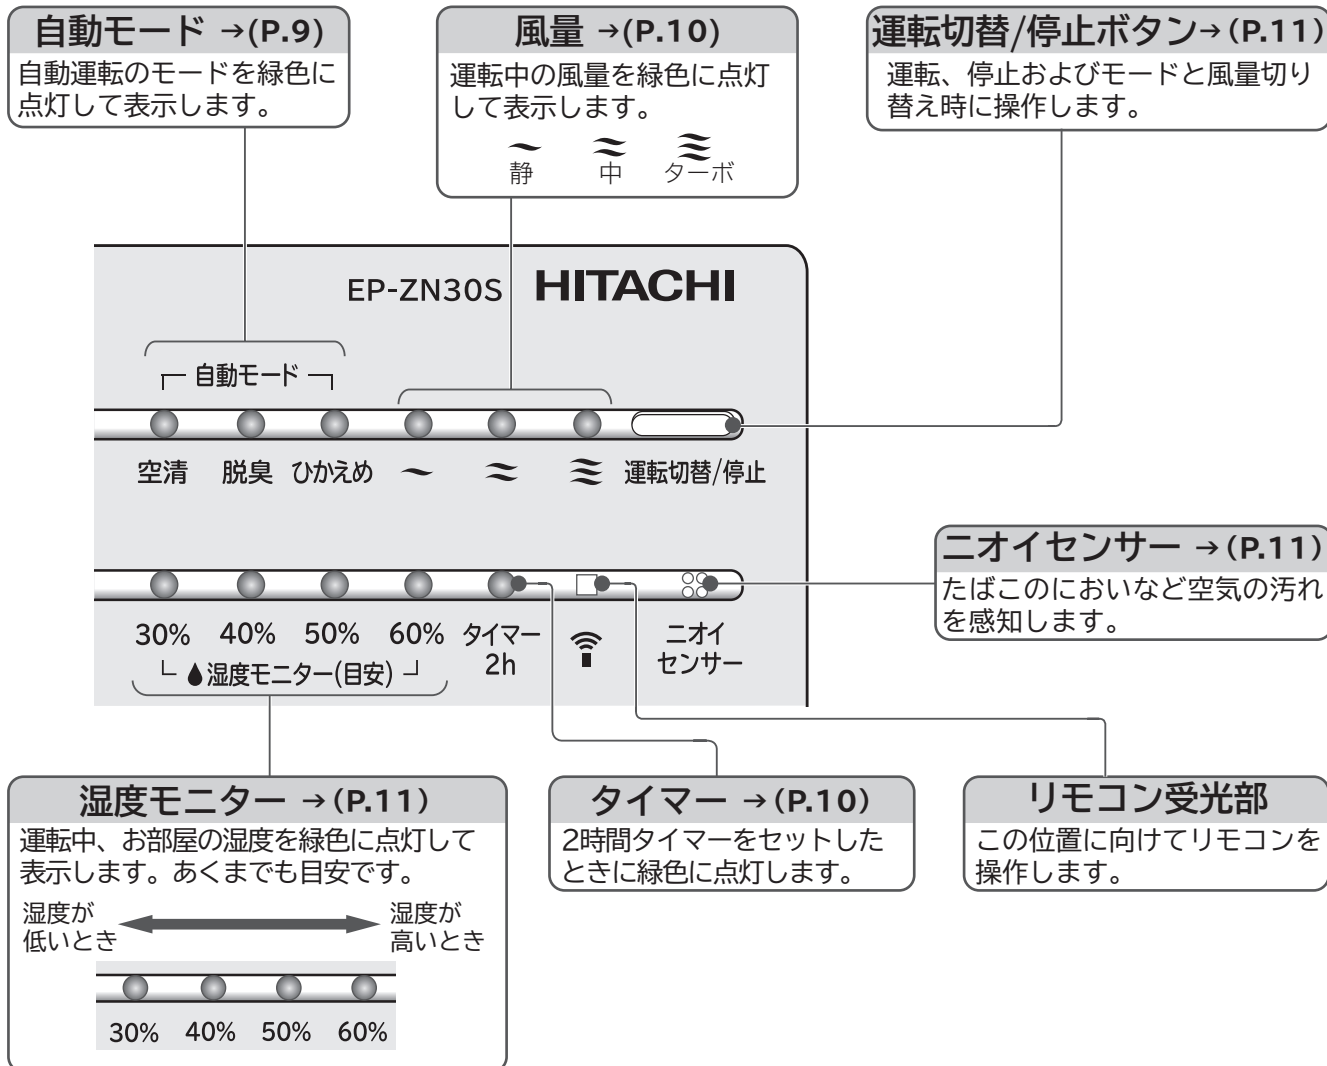 自動モード →(P.9)
自動運転のモードを緑色に
点灯して表示します。
風量 →(P.10)
運転中の風量を緑色に点灯
して表示します。
静 中 ターボ
運転切替/停止ボタン→(P.11)
運転、停止およびモードと風量切り
替え時に操作します。
EP-ZN30S HITACHI
自動モード
空清 脱臭 ひかえめ 運転切替/停止
ニオイセンサー →(P.11)
たばこのにおいなど空気の汚れ
を感知します。
30% 40% 50% 60% タイマー
2h
ニオイ
センサー
湿度モニター(目安)
湿度モニター →(P.11)
運転中、お部屋の湿度を緑色に点灯して
表示します。あくまでも目安です。
湿度が
低いとき
湿度が
高いとき
30% 40% 50% 60%
タイマー →(P.10)
2時間タイマーをセットした
ときに緑色に点灯します。
リモコン受光部
この位置に向けてリモコンを
操作します。